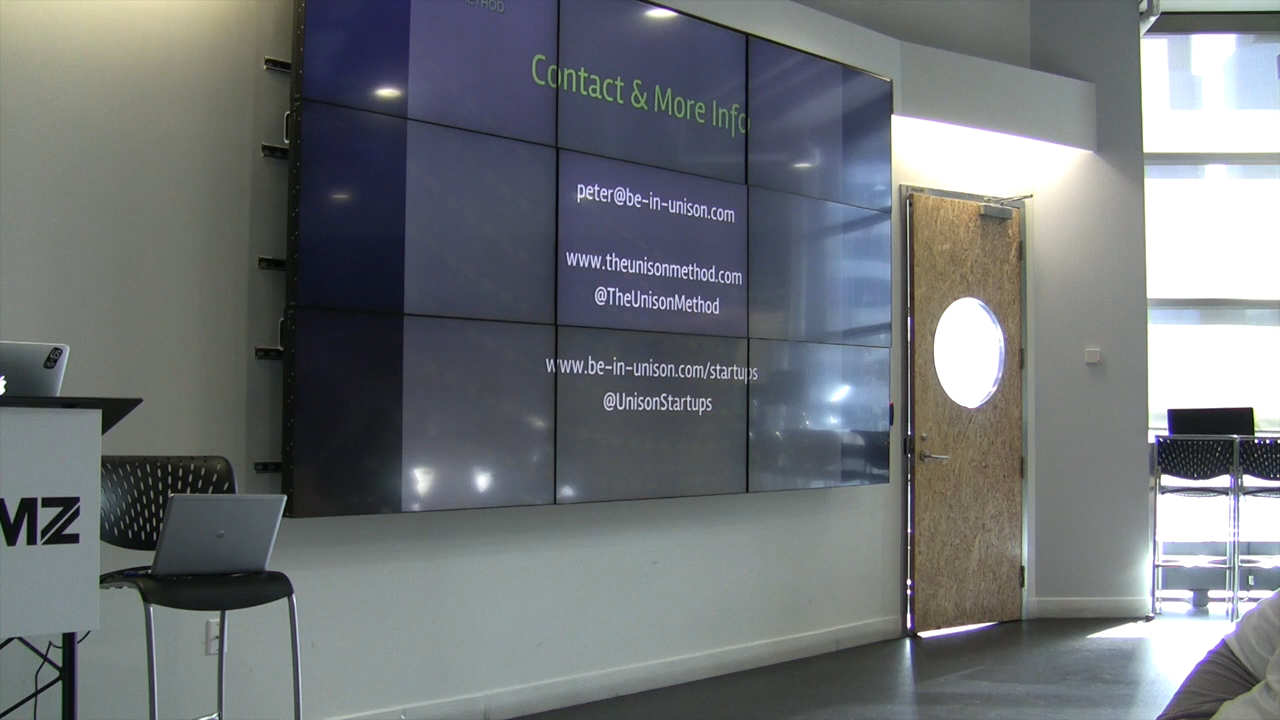 METHOD
Contact & More Info
peter@be-in-unison.com
www.theunisonmethod.com
@TheUnisonMethod
www.be-in-unison.com/startups
@UnisonStartups
MZ